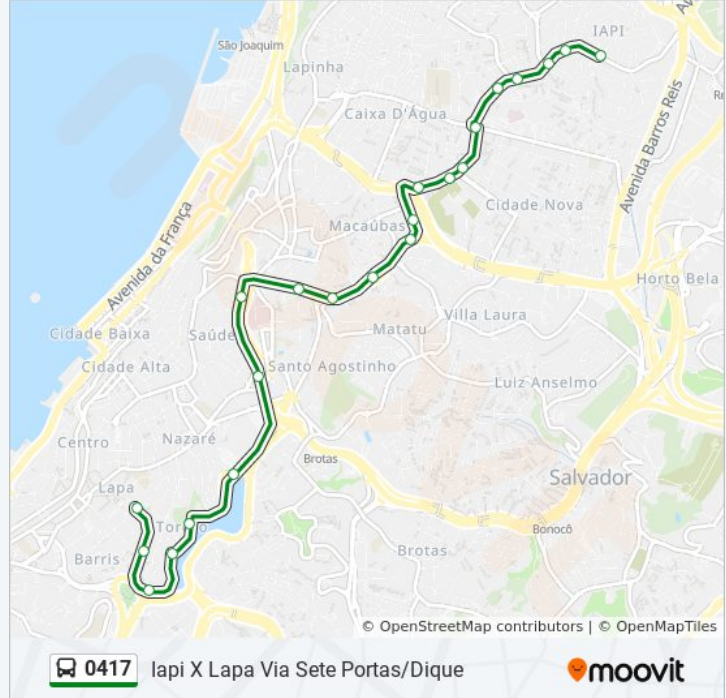 IAPI
São Joaquim
Lapinha
Caixa D'Água
Avenida Barros Reis
Cidade Nova
Avenida da França
Macaúbas
Horto Bela
Villa Laura
Cidade Baixa
Saúde
Matatu
Cidade Alta
Santo Agostinho
Luiz Anselmo
Centro
Nazaré
Brotas
Salvador
Lapa
Bonocô
Brotas
Barris
© OpenStreetMap contributors | © OpenMapTiles
0417
Iapi X Lapa Via Sete Portas/Dique
moovit